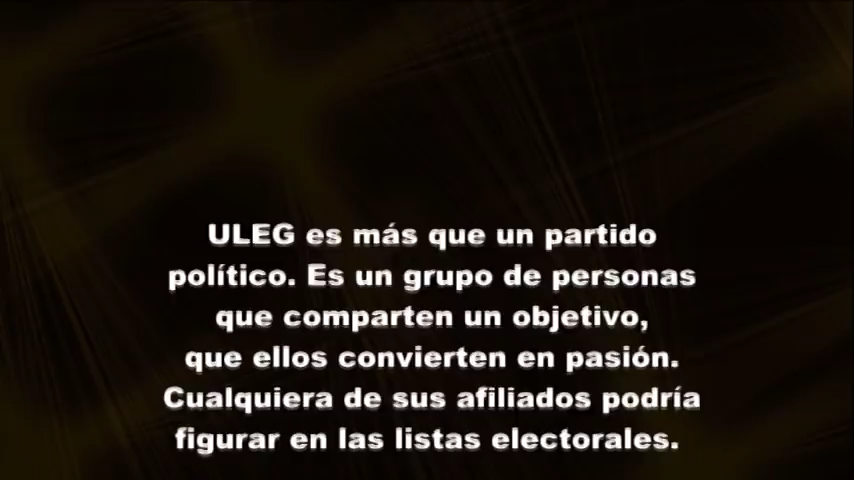 ULEG es más que un partido
político. Es un grupo de personas
que comparten un objetivo,
que ellos convierten en pasión.
Cualquiera de sus afiliados podría
figurar en las listas electorales.